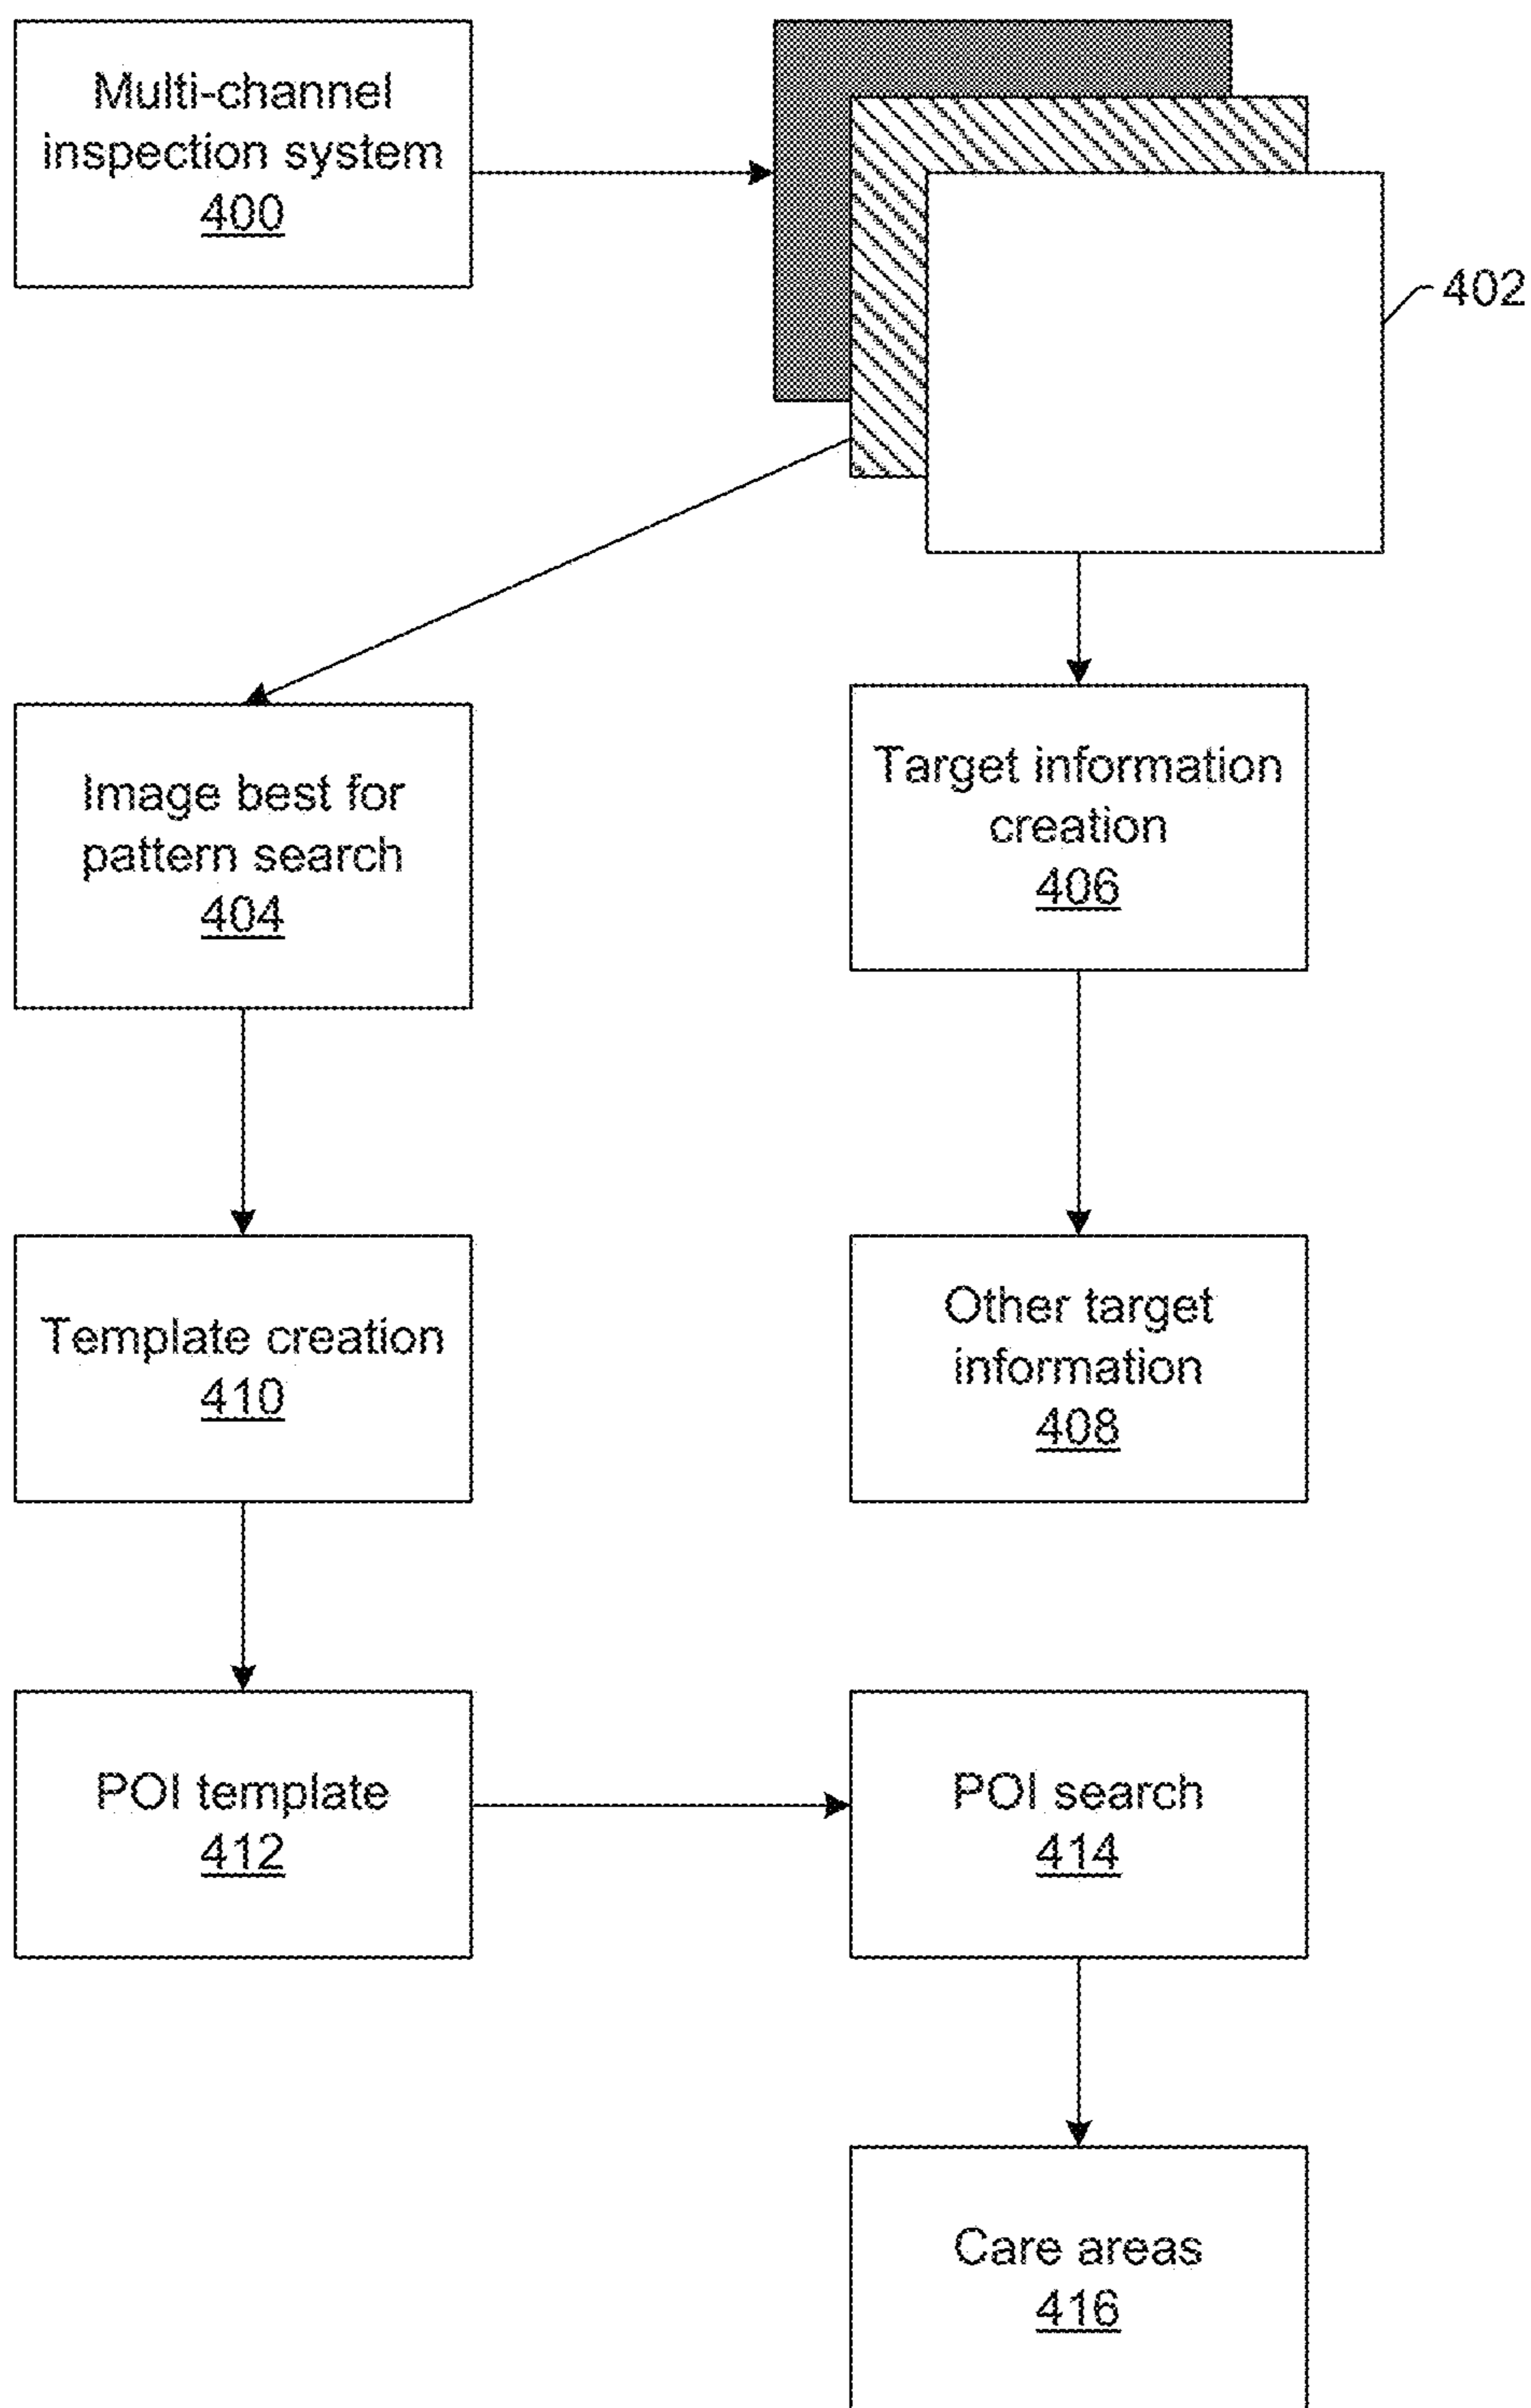 Multi-channel
inspection system
400
402
Image best for
pattern search
404
Target information
creation
406
Template creation
410
Other target
information
408
POI template
412
POI search
414
Care areas
416